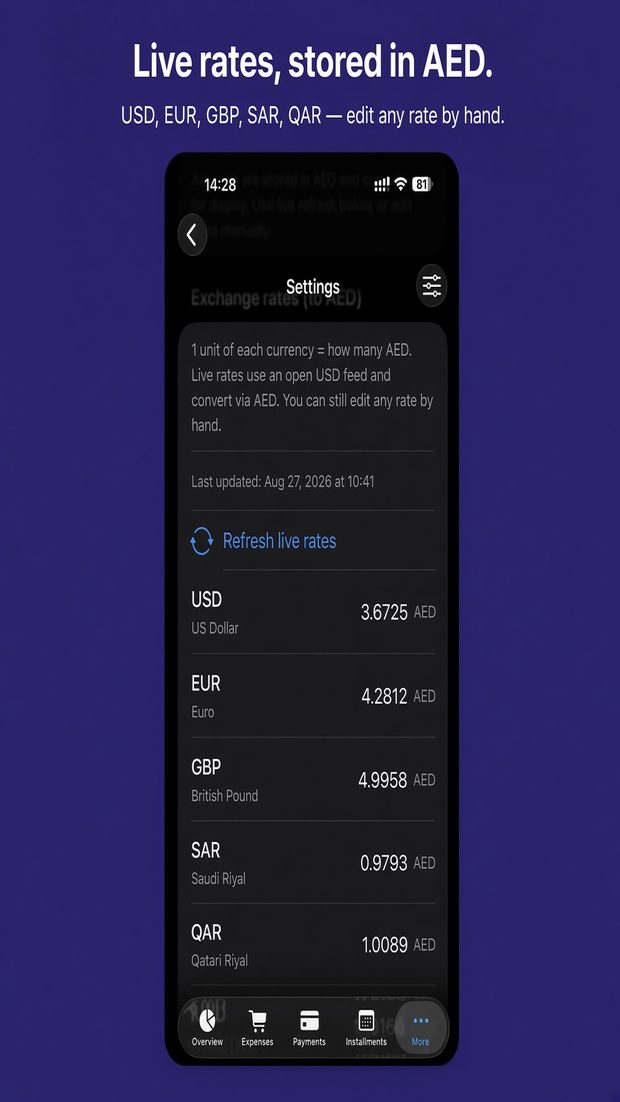 Live rates, stored in AED.
USD, EUR, GBP, SAR, QAR — edit any rate by hand.
14:28
81
Settings
Exchange rates (to AED)
1 unit of each currency = how many AED.
Live rates use an open USD feed and
convert via AED. You can still edit any rate by
hand.
Last updated: Aug 27, 2026 at 10:41
Refresh live rates
USD
3.6725 AED
US Dollar
EUR
4.2812 AED
Euro
GBP
4.9958 AED
British Pound
SAR
0.9793 AED
Saudi Riyal
QAR
1.0089 AED
Qatari Riyal
Overview
Expenses
Payments
Installments
More